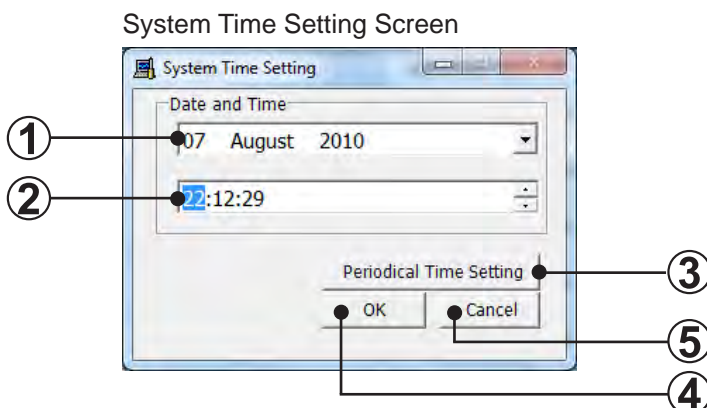 System Time Setting Screen
System Time Setting
Date and Time
① 07 August 2010
② 22:12:29
Periodical Time Setting ③
OK Cancel
⑤
④